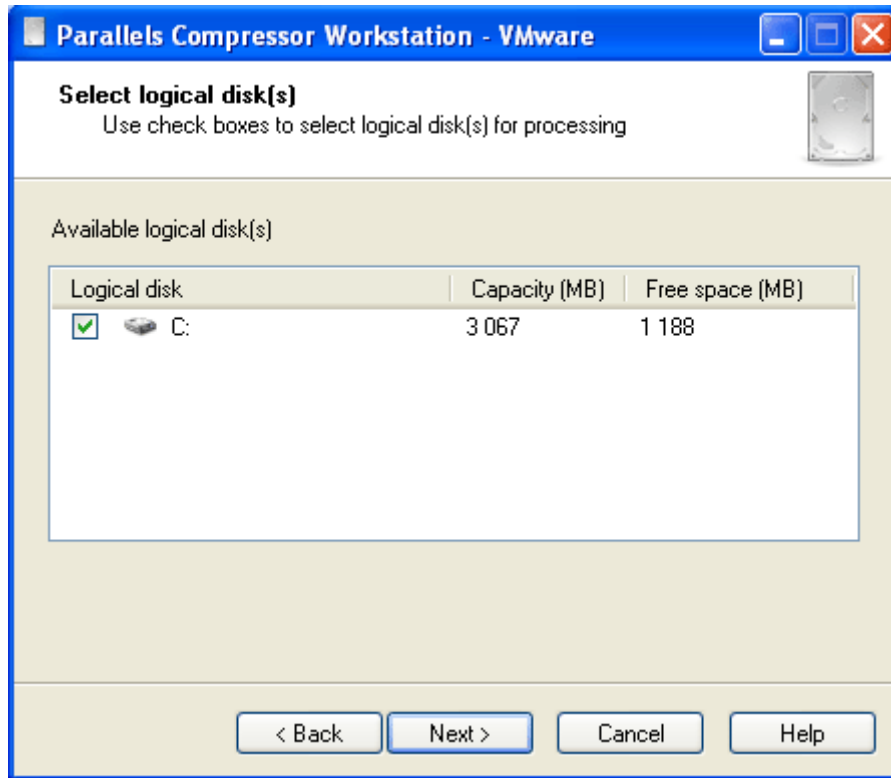 Parallels Compressor Workstation - VMware
Select logical disk(s)
Use check boxes to select logical disk(s) for processing
Available logical disk(s)
Logical disk Capacity (MB) Free space (MB)
C: 3 067 1 188
< Back Next > Cancel Help